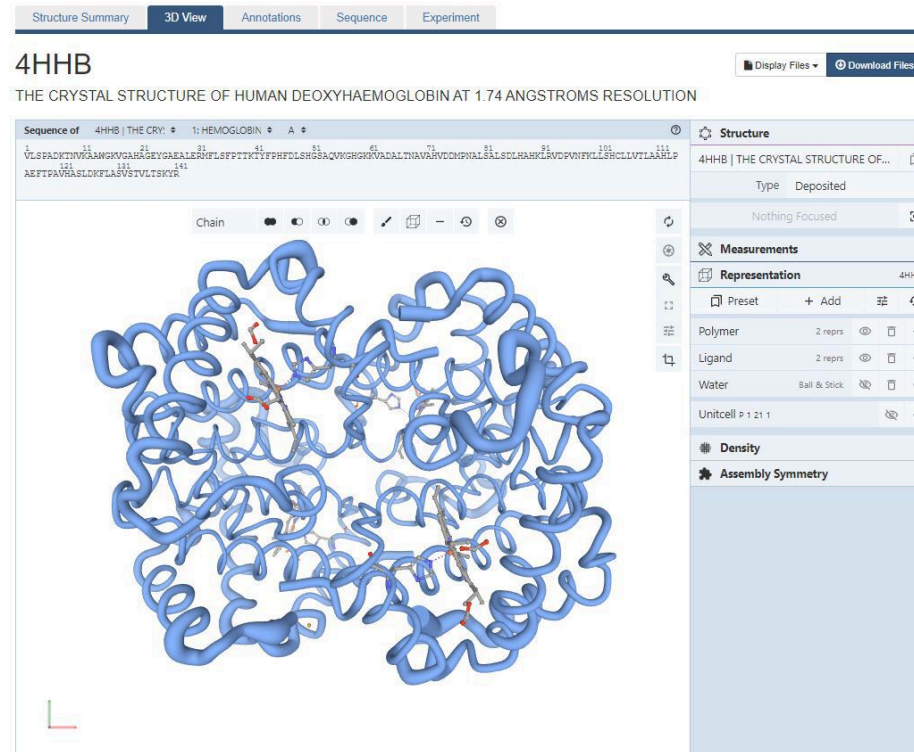 Structure Summary 3D View Annotations Sequence Experiment
4HHB
Display Files Download Files
THE CRYSTAL STRUCTURE OF HUMAN DEOXYHAEMOGLOBIN AT 1.74 ANGSTROMS RESOLUTION
Sequence of 4HHB | THE CRY: 1: HEMOGLOBIN A
1 11 21 31 41 51 61 71 81 91 101 111
VLSPADKTNVKAAWGKVGAHAGEYGAEALERMFLSFPTTKTYFPHFDLSHGSAQVKGHGKKVADALTNAVAHVDDMPNALSALSDLHAHKLRVDPVNFKLLSHCLLVTLAAHLP
121 131 141
AEFTPAVHASLDKFLASVSTVLTSKYR
Chain
Structure
4HHB | THE CRYSTAL STRUCTURE OF...
Type Deposited
Nothing Focused
Measurements
Representation
Preset + Add
Polymer 2 reprs
Ligand 2 reprs
Water Ball & Stick
Unitcell P 1 21 1
Density
Assembly Symmetry